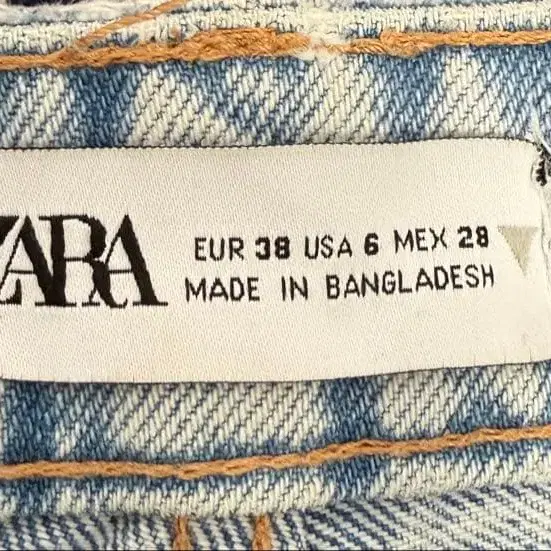 ZARA
EUR 38 USA 6 MEX 28
MADE IN BANGLADESH